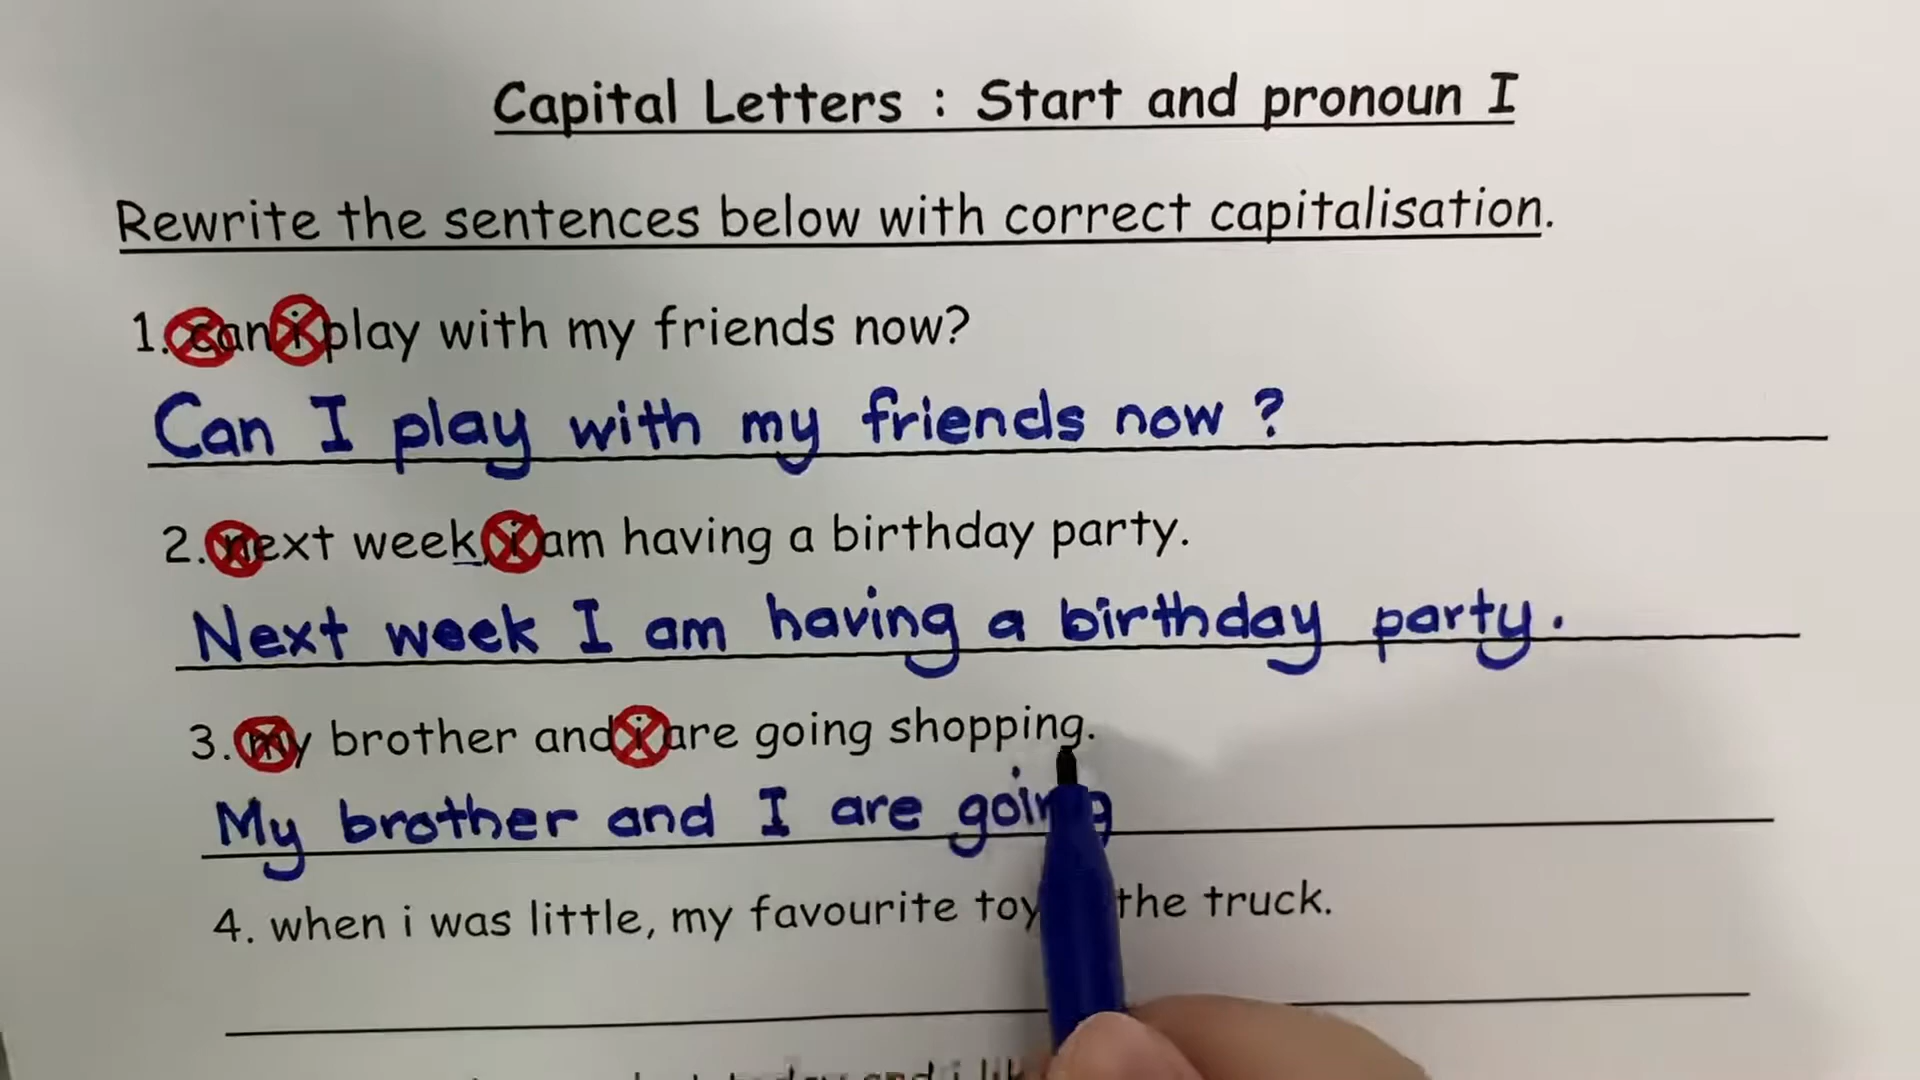 Capital Letters : Start and pronoun I
Rewrite the sentences below with correct capitalisation.
1. can i play with my friends now?
Can I play with my friends now ?
2. next week i am having a birthday party.
Next week I am having a birthday party.
3. my brother and i are going shopping.
My brother and I are going
4. when i was little, my favourite toy the truck.